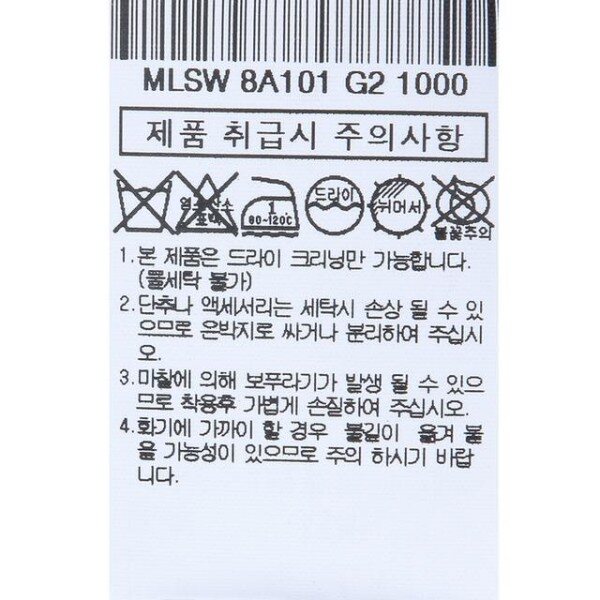 MLSW 8A101 G2 1000
제품 취급시 주의사항
염소산소 1 드라이 뉘어서
표백 80~120C 불꽃주의
1.본 제품은 드라이 크리닝만 가능합니다.
(물세탁 불가)
2.단추나 액세서리는 세탁시 손상 될 수 있
으므로 은박지로 싸거나 분리하여 주십시
오.
3.마찰에 의해 보푸라기가 발생 될 수 있으
므로 착용후 가볍게 손질하여 주십시오.
4.화기에 가까이 할 경우 불길이 옮겨 붙
을 가능성이 있으므로 주의 하시기 바랍
니다.